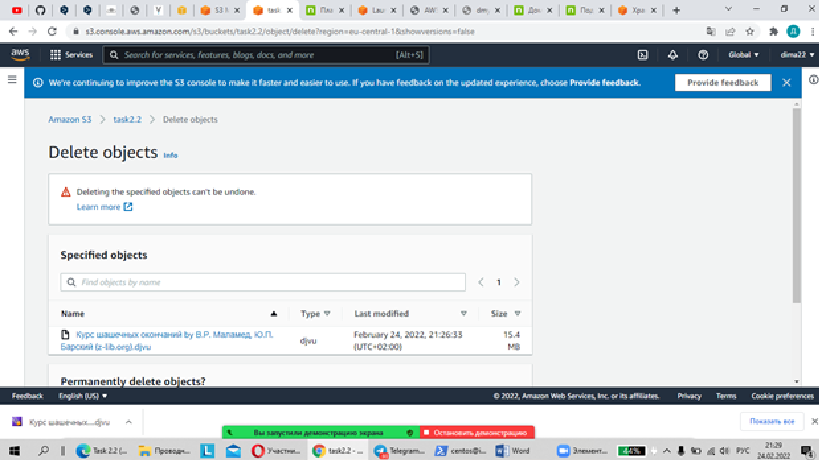 S3 M
task
Пла
Lau
AW
dm
До
Под
Хра
s3.console.aws.amazon.com/s3/buckets/task2.2/object/delete?region=eu-central-1&showversions=false
aws
Services
Search for services, features, blogs, docs, and more
[Alt+S]
Global
dima22
We're continuing to improve the S3 console to make it faster and easier to use. If you have feedback on the updated experience, choose Provide feedback.
Provide feedback
Amazon S3 > task2.2 > Delete objects
Delete objects Info
Deleting the specified objects can't be undone.
Learn more
Specified objects
Find objects by name
1
Name Type Last modified Size
Курс шашечных окончаний by В.Р. Маламед, Ю.П. djvu February 24, 2022, 21:26:33 15.4
Барский (z-lib.org).djvu (UTC+02:00) MB
Permanently delete objects?
Feedback English (US) © 2022, Amazon Web Services, Inc. or its affiliates. Privacy Terms Cookie preferences
Курс шашечных....djvu
Показать все
Вы запустили демонстрацию экрана
Остановить демонстрацию
Task 2.2 (...
Проводн...
Участни...
task2.2 - ...
Telegram...
centos@i...
Word
Элемент...
44%
РУС
21:29
24.02.2022